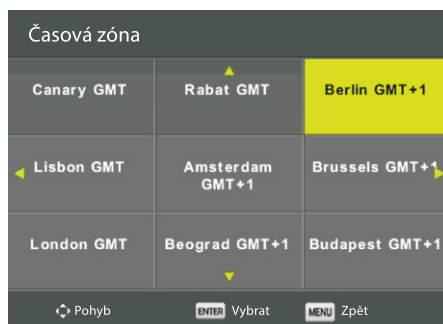 Časová zóna
Canary GMT
Rabat GMT
Berlin GMT+1
Lisbon GMT
Amsterdam
GMT+1
Brussels GMT+1
London GMT
Beograd GMT+1
Budapest GMT+1
Pohyb
ENTER Vybrat
MENU Zpět